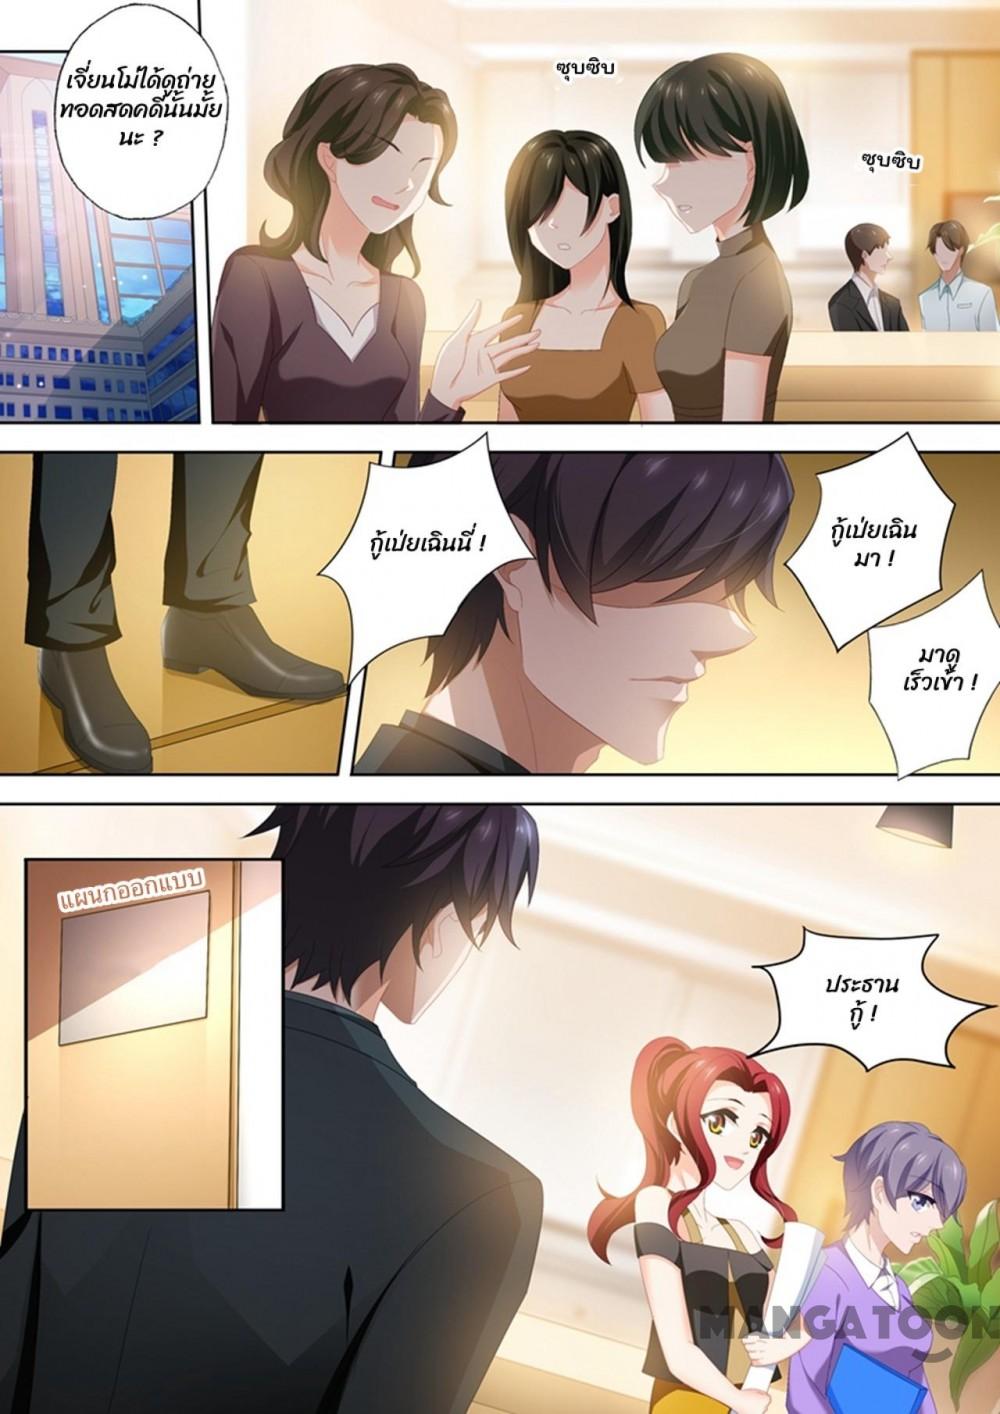 เจี่ยนโม่ได้ดูถ่าย
ทอดสดคดีนั้นมั้ย
นะ ?
ซุบซิบ
ซุบซิบ
กู้เป่ยเฉินนี่ !
กู้เป่ยเฉิน
มา !
มาดู
เร็วเข้า !
แผนกออกแบบ
ประธาน
กู้ !
MANGATOON